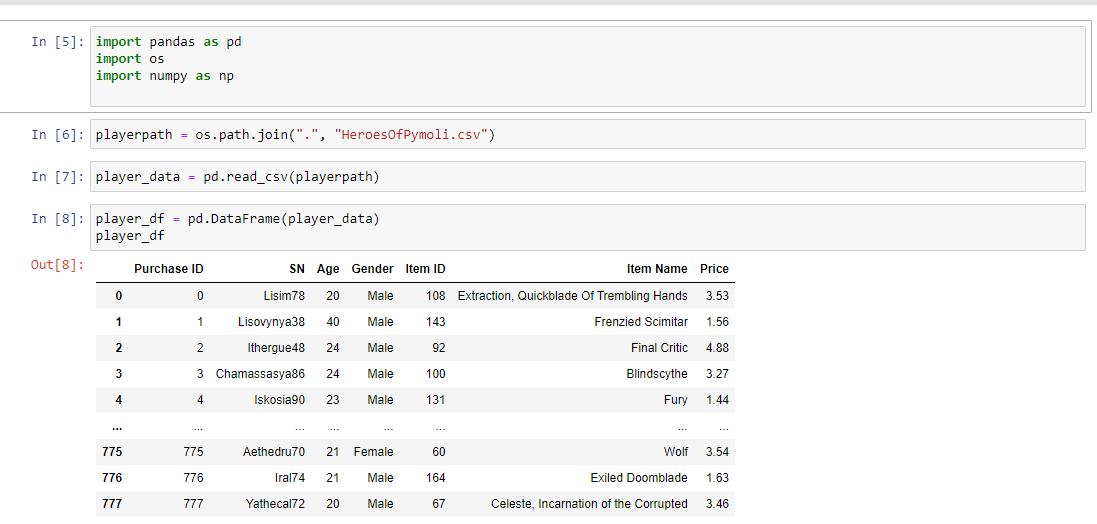 In [5]: import pandas as pd
import os
import numpy as np
In [6]: playerpath = os.path.join(".", "HeroesOfPymoli.csv")
In [7]: player_data = pd.read_csv(playerpath)
In [8]: player_df = pd.DataFrame(player_data)
player_df
Out[8]:
Purchase ID SN Age Gender Item ID Item Name Price
0 0 Lisim78 20 Male 108 Extraction, Quickblade Of Trembling Hands 3.53
1 1 Lisovynya38 40 Male 143 Frenzied Scimitar 1.56
2 2 Ithergue48 24 Male 92 Final Critic 4.88
3 3 Chamassasya86 24 Male 100 Blindscythe 3.27
4 4 Iskosia90 23 Male 131 Fury 1.44
... ... ... ... ... ... ... ...
775 775 Aethedru70 21 Female 60 Wolf 3.54
776 776 Iral74 21 Male 164 Exiled Doomblade 1.63
777 777 Yathecal72 20 Male 67 Celeste, Incarnation of the Corrupted 3.46